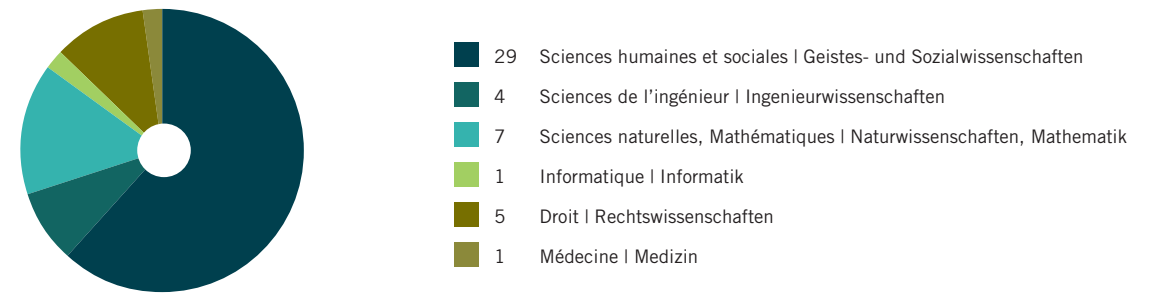 29 Sciences humaines et sociales | Geistes- und Sozialwissenschaften
4 Sciences de l’ingénieur | Ingenieurwissenschaften
7 Sciences naturelles, Mathématiques | Naturwissenschaften, Mathematik
1 Informatique | Informatik
5 Droit | Rechtswissenschaften
1 Médecine | Medizin